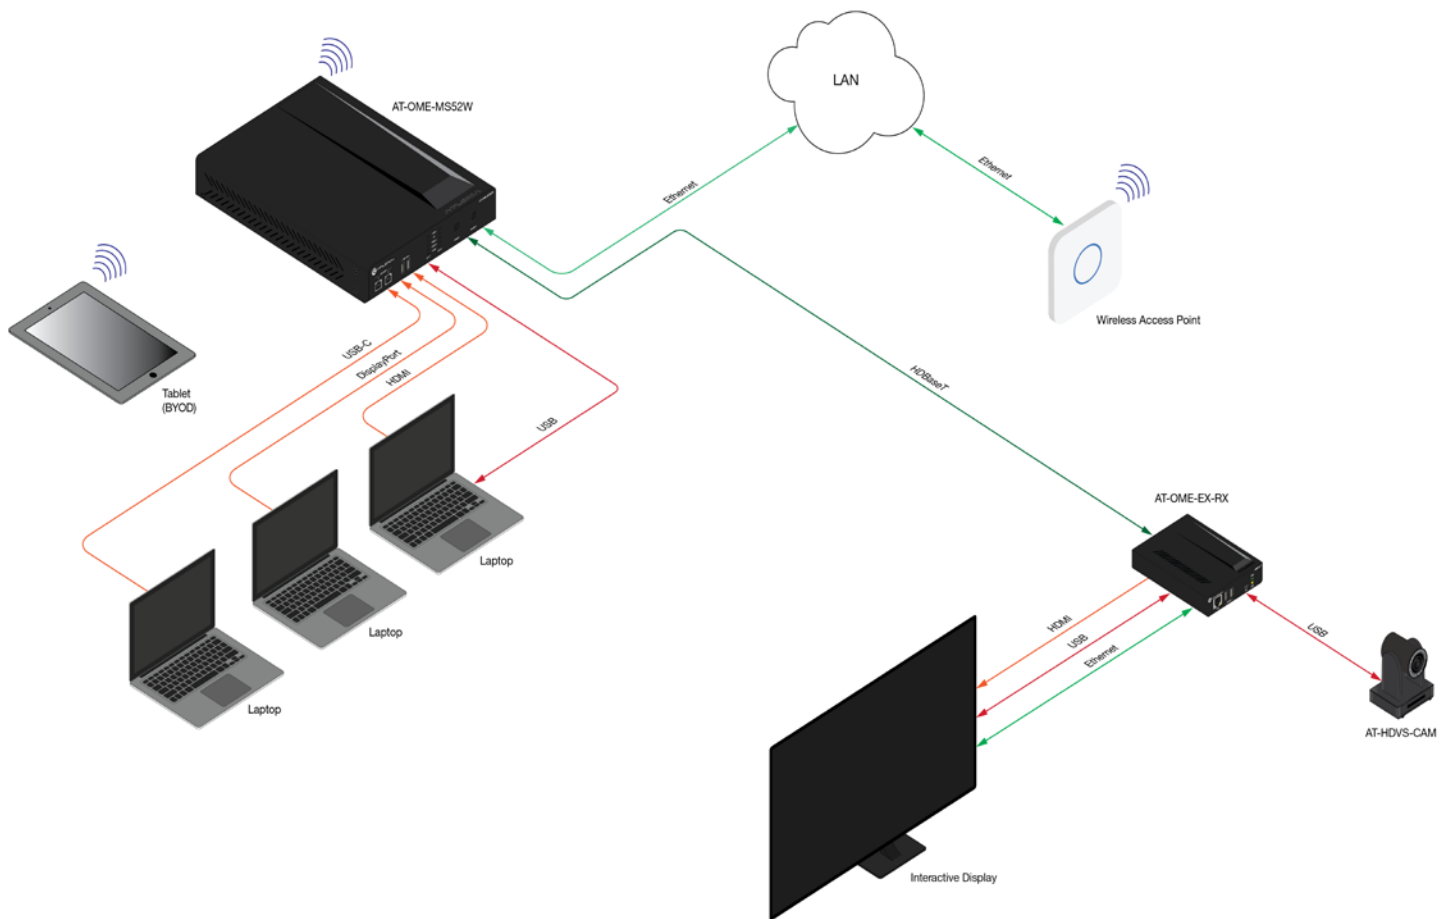 AT-OME-MS52W
LAN
Ethernet
Ethernet
Wireless Access Point
Tablet
(BYOD)
USB-C
DisplayPort
HDMI
USB
HDBaseT
Laptop
Laptop
Laptop
AT-OME-EX-RX
HDMI
USB
Ethernet
USB
AT-HDVS-CAM
Interactive Display